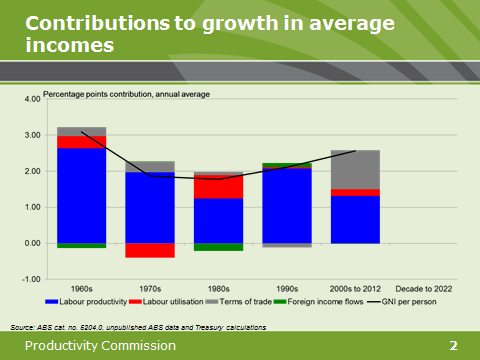 Contributions to growth in average
incomes
Percentage points contribution, annual average
4.00
3.00
2.00
1.00
0.00
-1.00
1960s 1970s 1980s 1990s 2000s to 2012 Decade to 2022
Labour productivity Labour utilisation Terms of trade Foreign income flows GNI per person
Source: ABS cat. no. 5204.0, unpublished ABS data and Treasury calculations
Productivity Commission 2